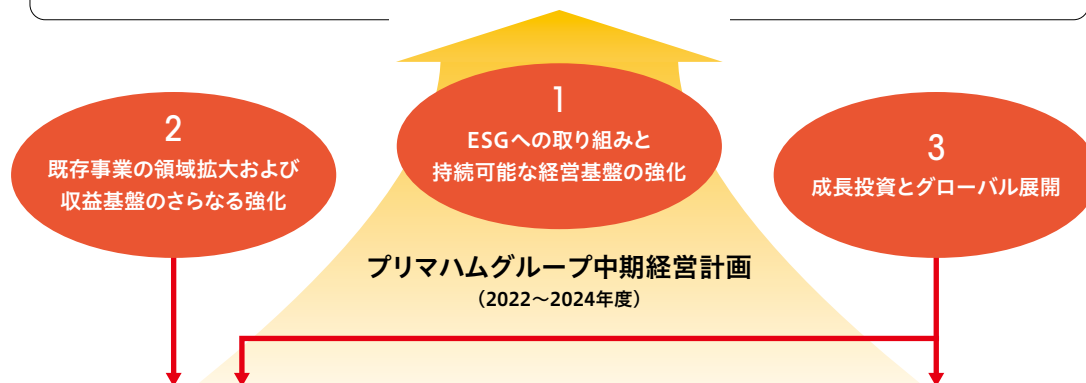 1
ESGへの取り組みと
持続可能な経営基盤の強化
2
既存事業の領域拡大および
収益基盤のさらなる強化
3
成長投資とグローバル展開
プリマハムグループ中期経営計画
（2022〜2024年度）